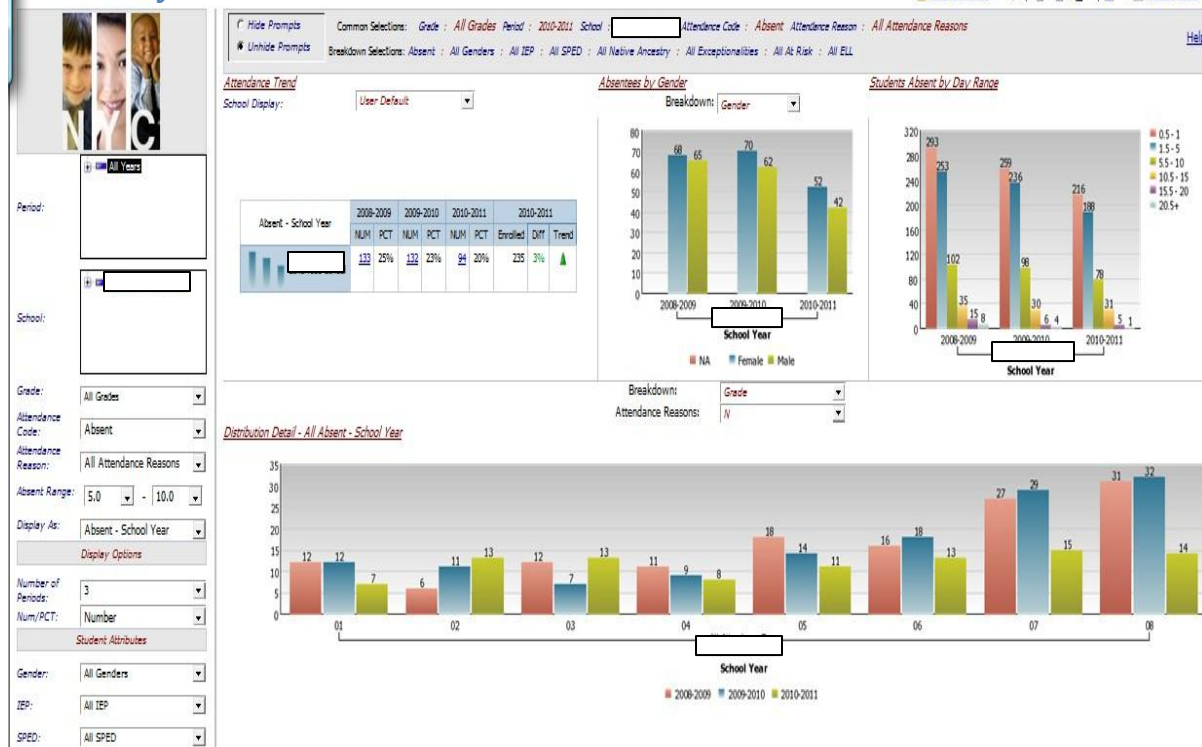 NYC
Hide Prompts
Unhide Prompts
Common Selections: Grade : All Grades Period : 2010-2011 School : Attendance Code : Absent Attendance Reason : All Attendance Reasons
Breakdown Selections: Absent : All Genders : All IEP : All SPED : All Native Ancestry : All Exceptionalities : All At Risk : All ELL
Help
Period:
All Years
School:
Grade: All Grades
Attendance Code: Absent
Attendance Reason: All Attendance Reasons
Absent Range: 5.0 - 10.0
Display As: Absent - School Year
Display Options
Number of Periods: 3
Num/PCT: Number
Student Attributes
Gender: All Genders
IEP: All IEP
SPED: All SPED
Attendance Trend
School Display: User Default
Absent - School Year 2008-2009 2009-2010 2010-2011 2010-2011
NUM PCT NUM PCT NUM PCT Enrolled Diff Trend
133 25% 132 23% 94 20% 235 3%
Absentees by Gender
Breakdown: Gender
80
70
60
50
40
30
20
10
0
68 65 70 62 52 42
2008-2009 2009-2010 2010-2011
School Year
NA Female Male
Students Absent by Day Range
320
280
240
200
160
120
80
40
0
293 253 102 35 15 8 259 236 98 30 6 4 216 188 78 31 5 1
2008-2009 2009-2010 2010-2011
School Year
0.5 - 1
1.5 - 5
5.5 - 10
10.5 - 15
15.5 - 20
20.5+
Breakdown: Grade
Attendance Reasons: N
Distribution Detail - All Absent - School Year
35
30
25
20
15
10
5
0
12 12 7 6 11 13 12 7 13 11 9 8 18 14 11 16 18 13 27 29 15 31 32 14
01 02 03 04 05 06 07 08
School Year
2008-2009 2009-2010 2010-2011